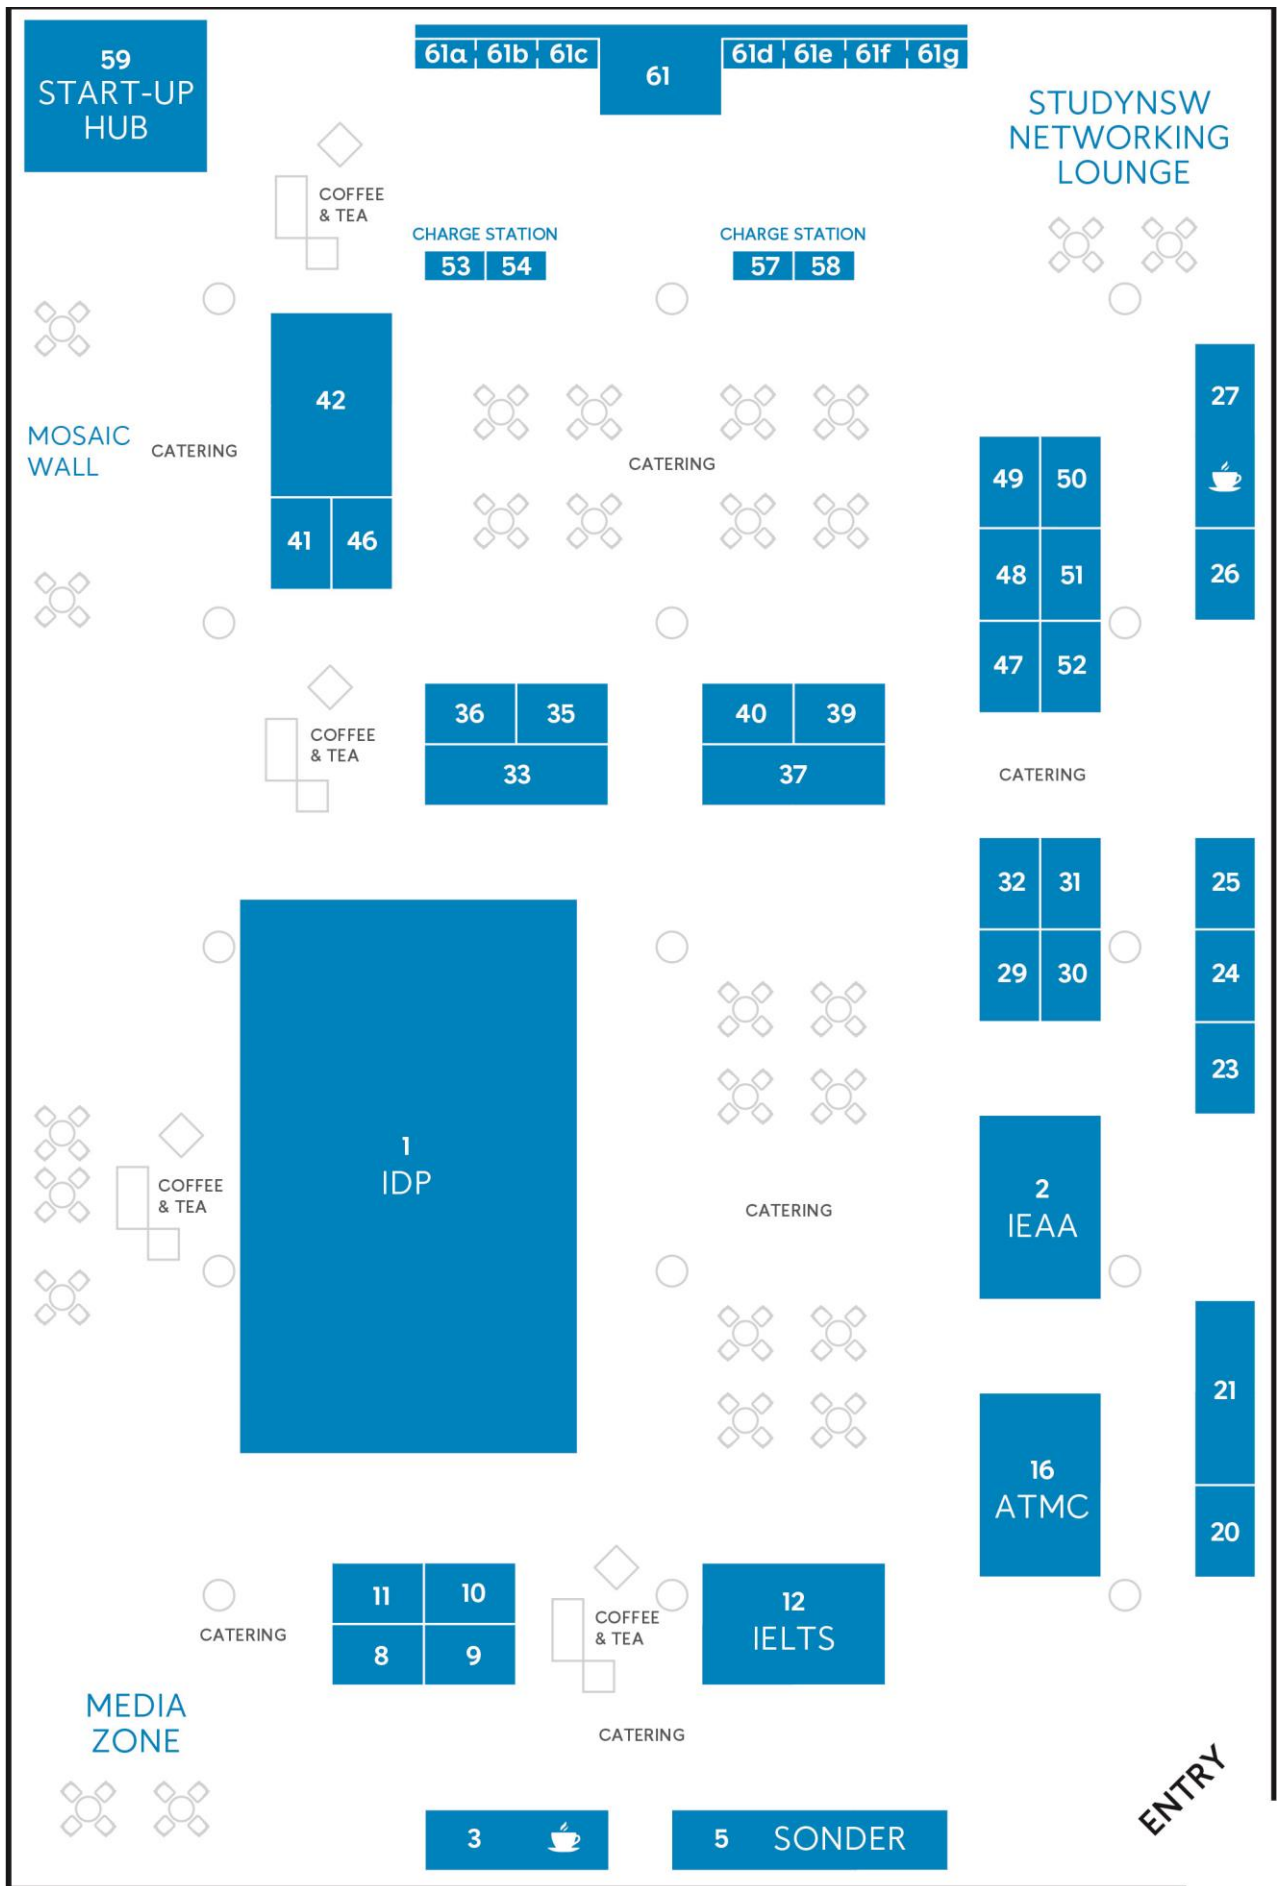 59
START-UP
HUB
61a 61b 61c
61
61d 61e 61f 61g
STUDYNSW
NETWORKING
LOUNGE
COFFEE
& TEA
CHARGE STATION
53 54
CHARGE STATION
57 58
42
27
MOSAIC
WALL
CATERING
CATERING
49 50
41 46
48 51
26
47 52
36 35
40 39
COFFEE
& TEA
33
37
CATERING
32 31
25
29 30
24
23
1
IDP
COFFEE
& TEA
CATERING
2
IEAA
21
16
ATMC
20
11 10
8 9
COFFEE
& TEA
12
IELTS
CATERING
MEDIA
ZONE
CATERING
ENTRY
3
5 SONDER